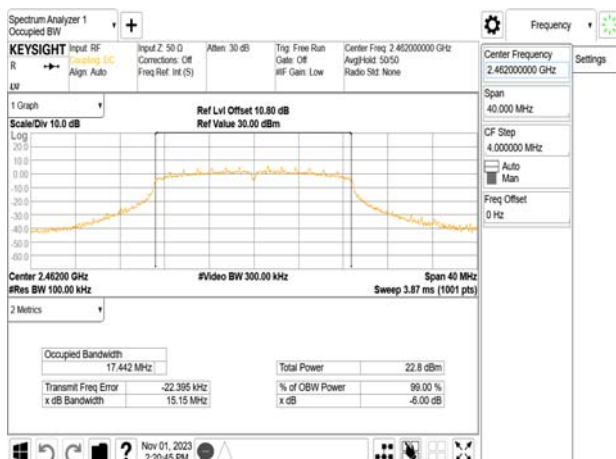 Spectrum Analyzer 1
Occupied BW
Frequency
KEYSIGHT Input: RF Input Z: 50 Ω Atten: 30 dB Trig: Free Run Center Freq: 2.462000000 GHz
Coupling: DC Corrections: Off Gate: Off Avg|Hold: 50/50
R Align: Auto Freq Ref: Int (S) #IF Gain: Low Radio Std: None
LXI
Center Frequency
2.462000000 GHz
Settings
Span
40.000 MHz
CF Step
4.000000 MHz
Auto
Man
Freq Offset
0 Hz
1 Graph
Ref Lvl Offset 10.80 dB
Scale/Div 10.0 dB Ref Value 30.00 dBm
Log
20.0
10.0
0.00
-10.0
-20.0
-30.0
-40.0
-50.0
-60.0
Center 2.46200 GHz #Video BW 300.00 kHz Span 40 MHz
#Res BW 100.00 kHz Sweep 3.87 ms (1001 pts)
2 Metrics
Occupied Bandwidth
17.442 MHz Total Power 22.8 dBm
Transmit Freq Error -22.395 kHz % of OBW Power 99.00 %
x dB Bandwidth 15.15 MHz x dB -6.00 dB
Nov 01, 2023
2:20:45 PM